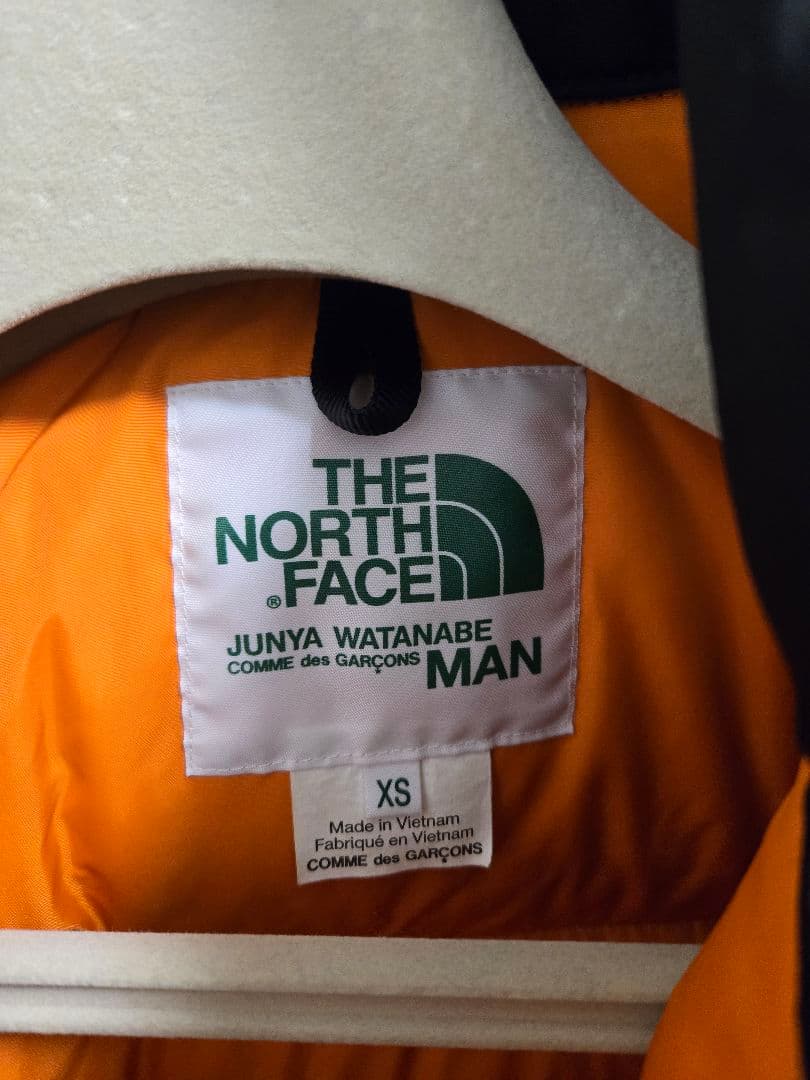 THE
NORTH
® FACE
JUNYA WATANABE
COMME des GARÇONS MAN
XS
Made in Vietnam
Fabriqué en Vietnam
COMME des GARÇONS